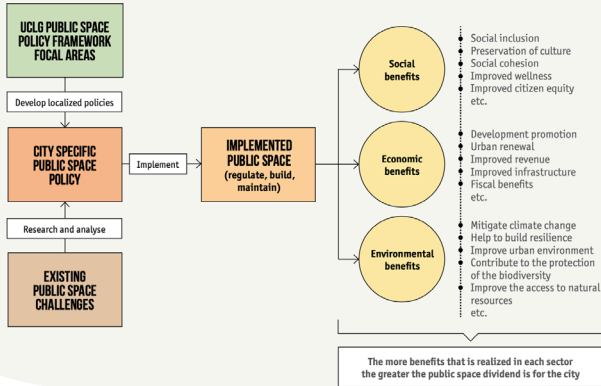 UCLG PUBLIC SPACE
POLICY FRAMEWORK
FOCAL AREAS
Develop localized policies
CITY SPECIFIC
PUBLIC SPACE
POLICY
Implement
Research and analyse
EXISTING
PUBLIC SPACE
CHALLENGES
IMPLEMENTED
PUBLIC SPACE
(regulate, build,
maintain)
Social
benefits
Social inclusion
Preservation of culture
Social cohesion
Improved wellness
Improved citizen equity
etc.
Economic
benefits
Development promotion
Urban renewal
Improved revenue
Improved infrastructure
Fiscal benefits
etc.
Environmental
benefits
Mitigate climate change
Help to build resilience
Improve urban environment
Contribute to the protection
of the biodiversity
Improve the access to natural
resources
etc.
The more benefits that is realized in each sector
the greater the public space dividend is for the city